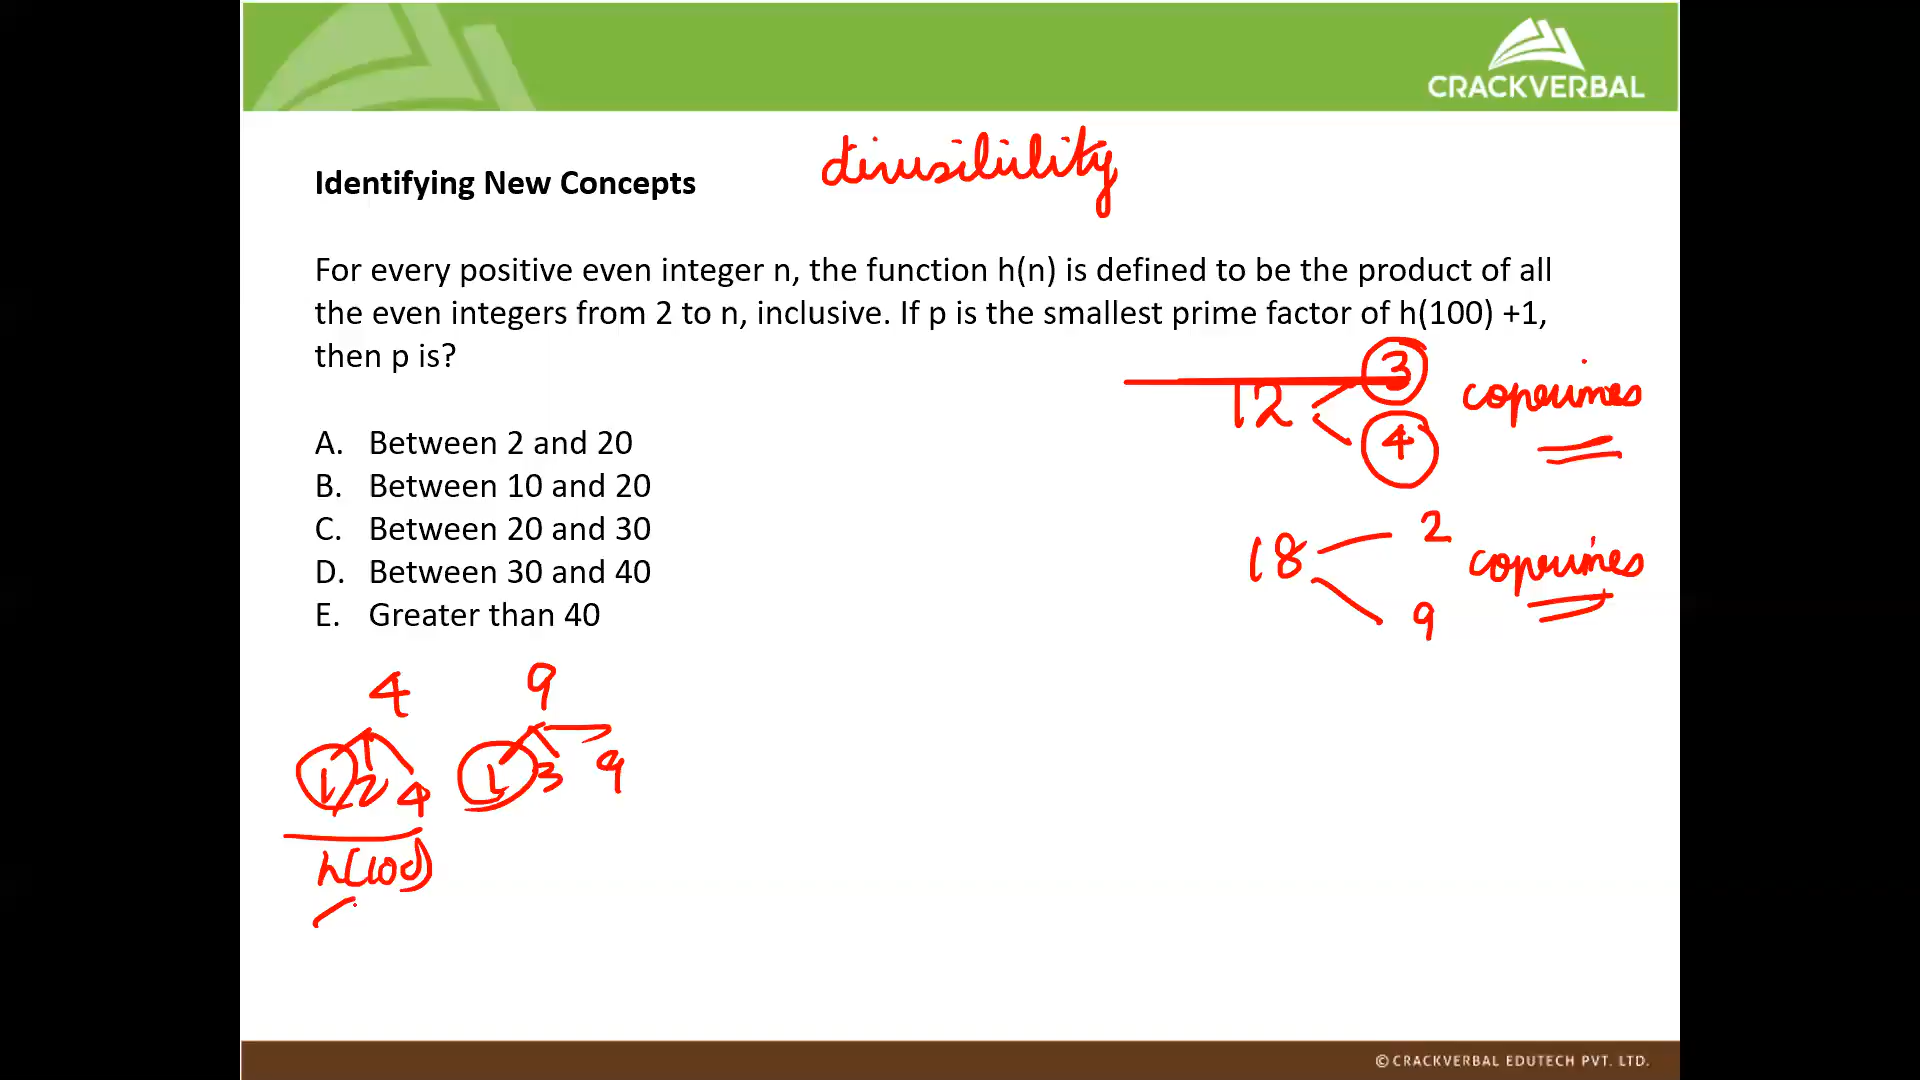 CRACKVERBAL
divisibility
Identifying New Concepts
For every positive even integer n, the function h(n) is defined to be the product of all
the even integers from 2 to n, inclusive. If p is the smallest prime factor of h(100) +1,
then p is?
3
12 coprimes
4
A. Between 2 and 20
B. Between 10 and 20
C. Between 20 and 30
D. Between 30 and 40
E. Greater than 40
2
18 coprimes
9
4 9
1 2 4 1 3 9
h(100)
©CRACKVERBAL EDUTECH PVT. LTD.